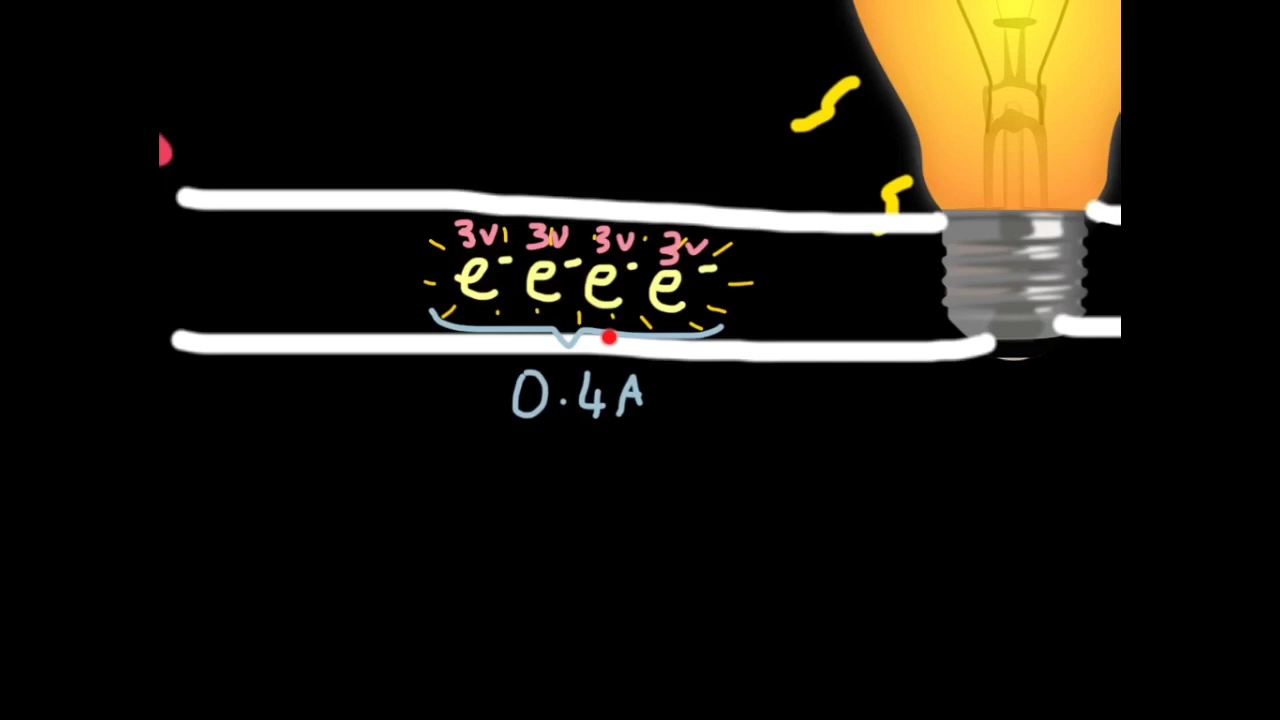 3v 3v 3v 3v
e⁻ e⁻ e⁻ e⁻
0.4A